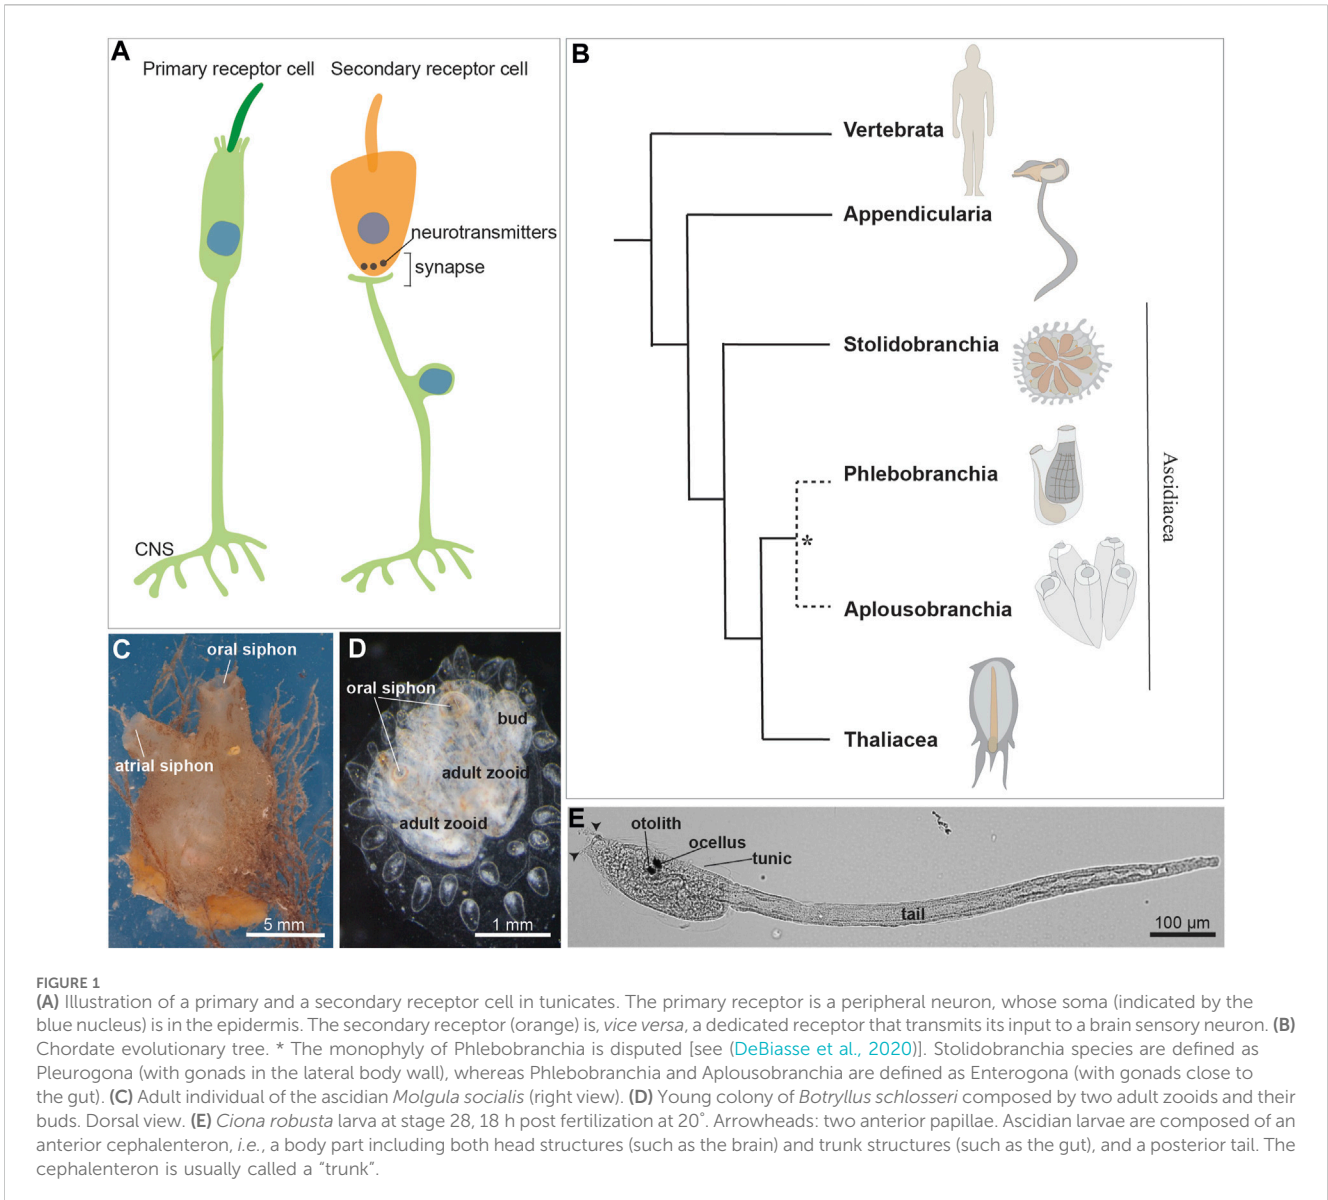 A
Primary receptor cell
Secondary receptor cell
neurotransmitters
synapse
CNS
B
Vertebrata
Appendicularia
Stolidobranchia
Phlebobranchia
*
Aplousobranchia
Thaliacea
Ascidiacea
C
oral siphon
atrial siphon
5 mm
D
oral siphon
bud
adult zooid
adult zooid
1 mm
E
otolith
ocellus
tunic
tail
100 µm
FIGURE 1
(A) Illustration of a primary and a secondary receptor cell in tunicates. The primary receptor is a peripheral neuron, whose soma (indicated by the
blue nucleus) is in the epidermis. The secondary receptor (orange) is, vice versa, a dedicated receptor that transmits its input to a brain sensory neuron. (B)
Chordate evolutionary tree. * The monophyly of Phlebobranchia is disputed [see (DeBiasse et al., 2020)]. Stolidobranchia species are defined as
Pleurogona (with gonads in the lateral body wall), whereas Phlebobranchia and Aplousobranchia are defined as Enterogona (with gonads close to
the gut). (C) Adult individual of the ascidian Molgula socialis (right view). (D) Young colony of Botryllus schlosseri composed by two adult zooids and their
buds. Dorsal view. (E) Ciona robusta larva at stage 28, 18 h post fertilization at 20°. Arrowheads: two anterior papillae. Ascidian larvae are composed of an
anterior cephalenteron, i.e., a body part including both head structures (such as the brain) and trunk structures (such as the gut), and a posterior tail. The
cephalenteron is usually called a “trunk”.